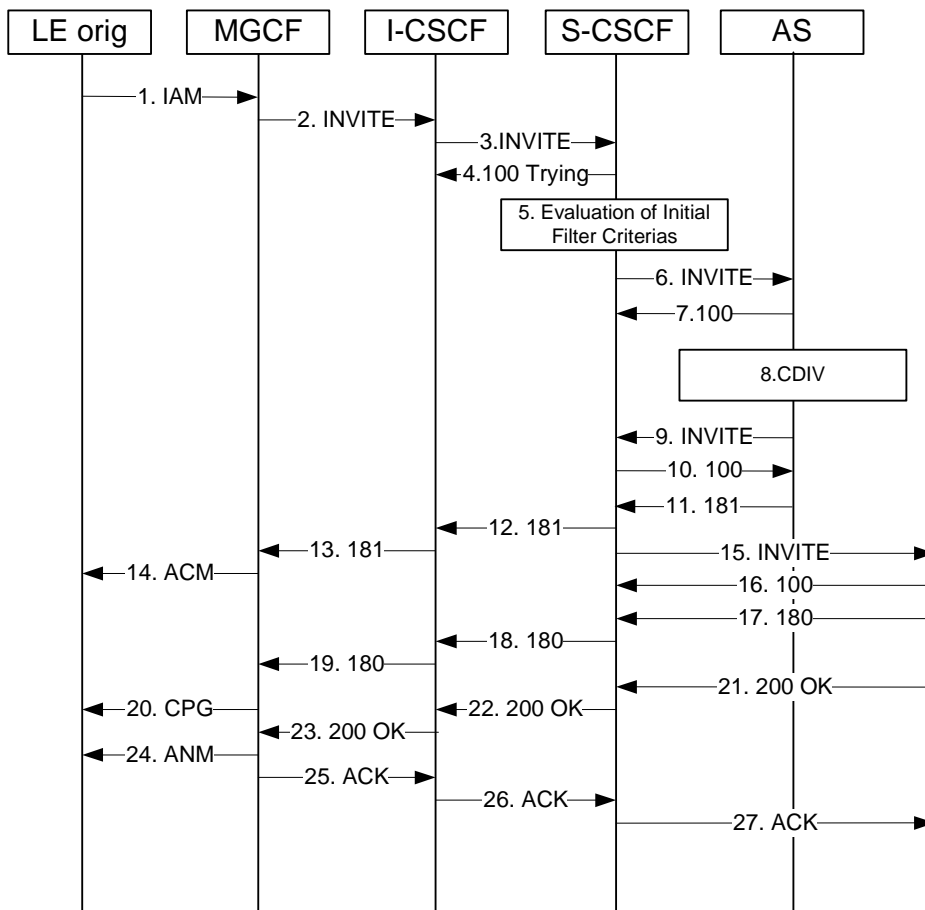 LE orig
MGCF
I-CSCF
S-CSCF
AS
1. IAM
2. INVITE
3.INVITE
4.100 Trying
5. Evaluation of Initial
Filter Criterias
6. INVITE
7.100
8.CDIV
9. INVITE
10. 100
11. 181
12. 181
13. 181
15. INVITE
14. ACM
16. 100
17. 180
18. 180
19. 180
21. 200 OK
20. CPG
22. 200 OK
23. 200 OK
24. ANM
25. ACK
26. ACK
27. ACK